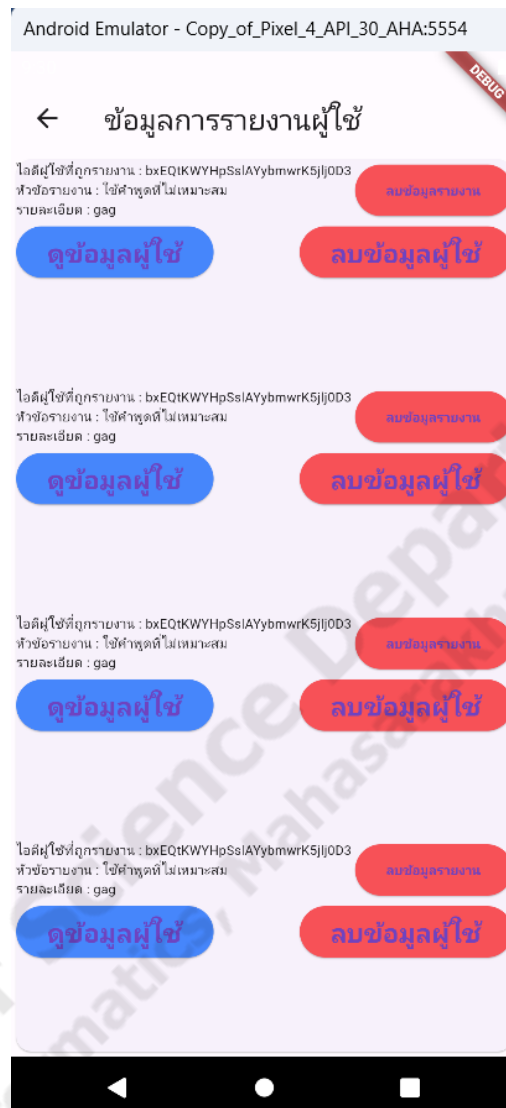 Android Emulator - Copy_of_Pixel_4_API_30_AHA:5554
DEBUG
ข้อมูลการรายงานผู้ใช้
ไอดีผู้ใช้ที่ถูกรายงาน : bxEQtKWYHpSslAYybmwrK5jlj0D3
หัวข้อรายงาน : ใช้คำพูดที่ไม่เหมาะสม
รายละเอียด : gag
ลบข้อมูลรายงาน
ดูข้อมูลผู้ใช้
ลบข้อมูลผู้ใช้
ไอดีผู้ใช้ที่ถูกรายงาน : bxEQtKWYHpSslAYybmwrK5jlj0D3
หัวข้อรายงาน : ใช้คำพูดที่ไม่เหมาะสม
รายละเอียด : gag
ลบข้อมูลรายงาน
ดูข้อมูลผู้ใช้
ลบข้อมูลผู้ใช้
ไอดีผู้ใช้ที่ถูกรายงาน : bxEQtKWYHpSslAYybmwrK5jlj0D3
หัวข้อรายงาน : ใช้คำพูดที่ไม่เหมาะสม
รายละเอียด : gag
ลบข้อมูลรายงาน
ดูข้อมูลผู้ใช้
ลบข้อมูลผู้ใช้
ไอดีผู้ใช้ที่ถูกรายงาน : bxEQtKWYHpSslAYybmwrK5jlj0D3
หัวข้อรายงาน : ใช้คำพูดที่ไม่เหมาะสม
รายละเอียด : gag
ลบข้อมูลรายงาน
ดูข้อมูลผู้ใช้
ลบข้อมูลผู้ใช้
Science